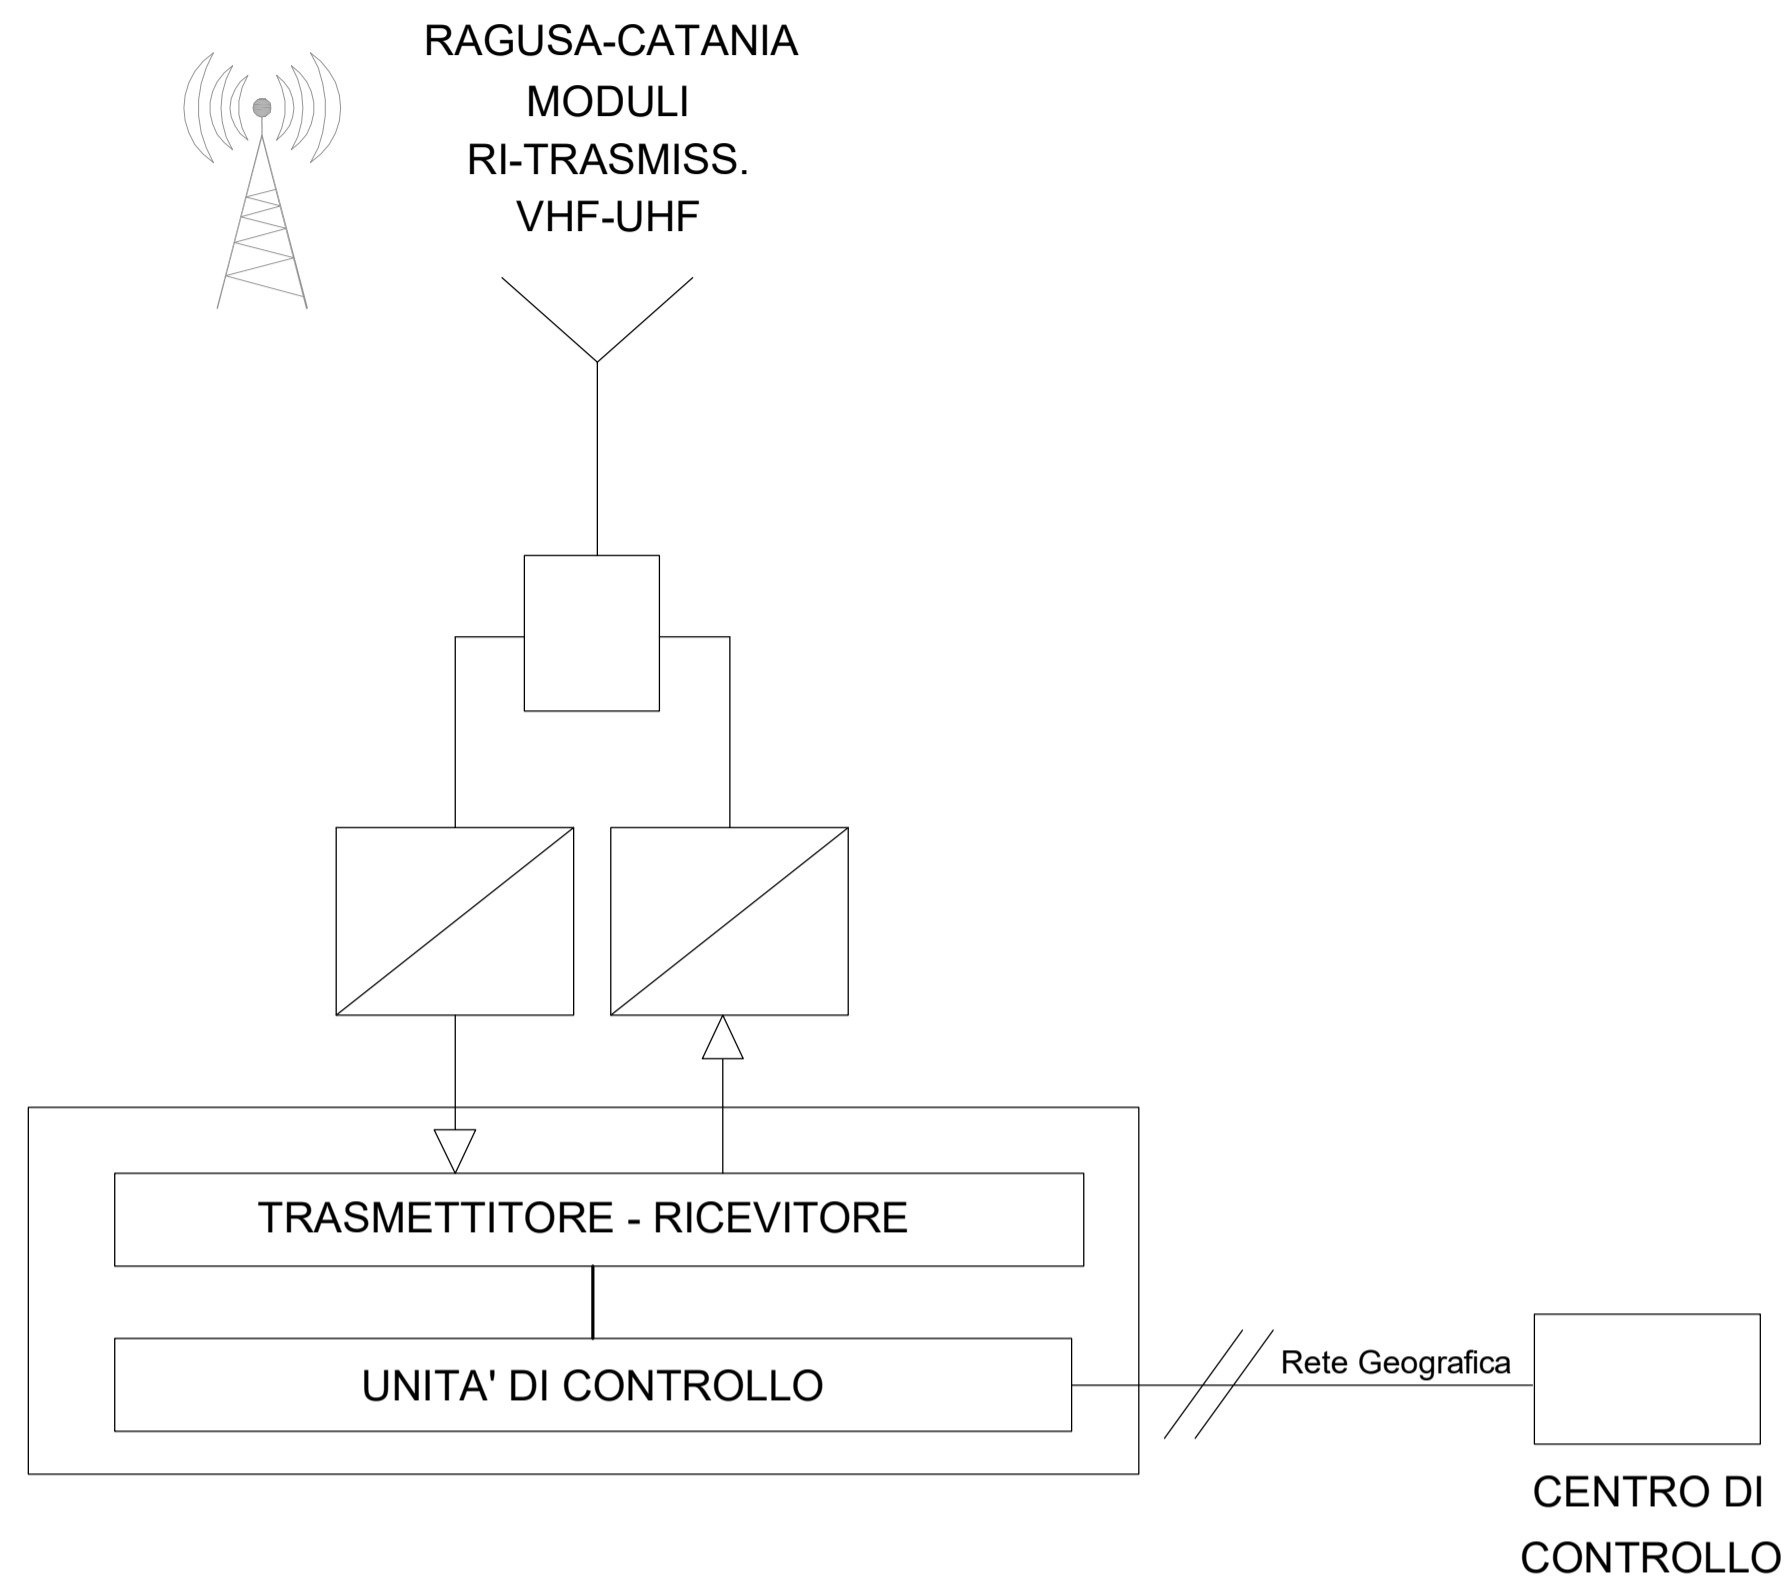 RAGUSA-CATANIA
MODULI
RI-TRASMISS.
VHF-UHF
TRASMETTITORE - RICEVITORE
UNITA' DI CONTROLLO
Rete Geografica
CENTRO DI
CONTROLLO